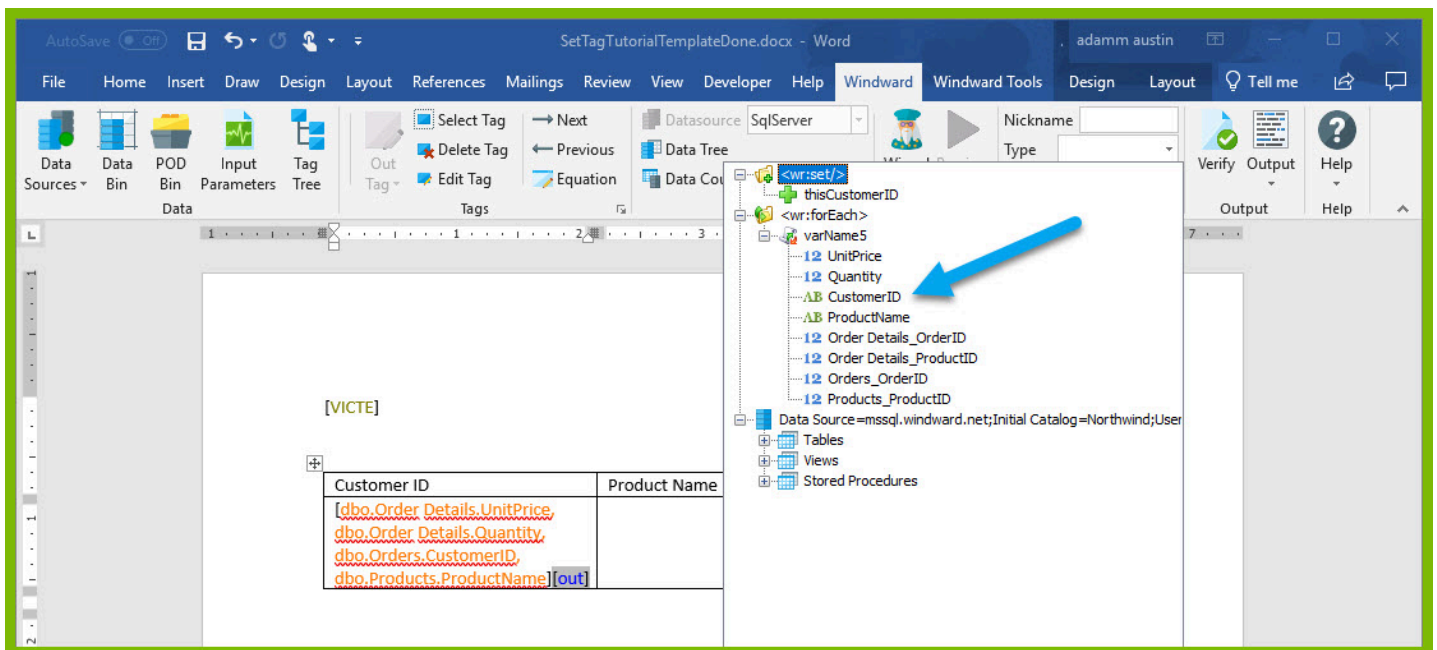 AutoSave Off SetTagTutorialTemplateDone.docx - Word adamm austin
File Home Insert Draw Design Layout References Mailings Review View Developer Help Windward Windward Tools Design Layout Tell me
Select Tag Next Datasource SqlServer Nickname
Delete Tag Previous Data Tree Type
Data Sources Data Bin POD Bin Input Parameters Tag Tree Out Tag Edit Tag Equation Data Cou Verify Output Help
Data Tags Output Help
<wr:set/>
thisCustomerID
<wr:forEach>
varName5
12 UnitPrice
12 Quantity
AB CustomerID
AB ProductName
12 Order Details_OrderID
12 Order Details_ProductID
12 Orders_OrderID
12 Products_ProductID
Data Source=mssql.windward.net;Initial Catalog=Northwind;User
Tables
Views
Stored Procedures
L 1 1 2 3 7
[VICTE]
Customer ID Product Name
[dbo.Order Details.UnitPrice,
dbo.Order Details.Quantity,
dbo.Orders.CustomerID,
dbo.Products.ProductName][out]